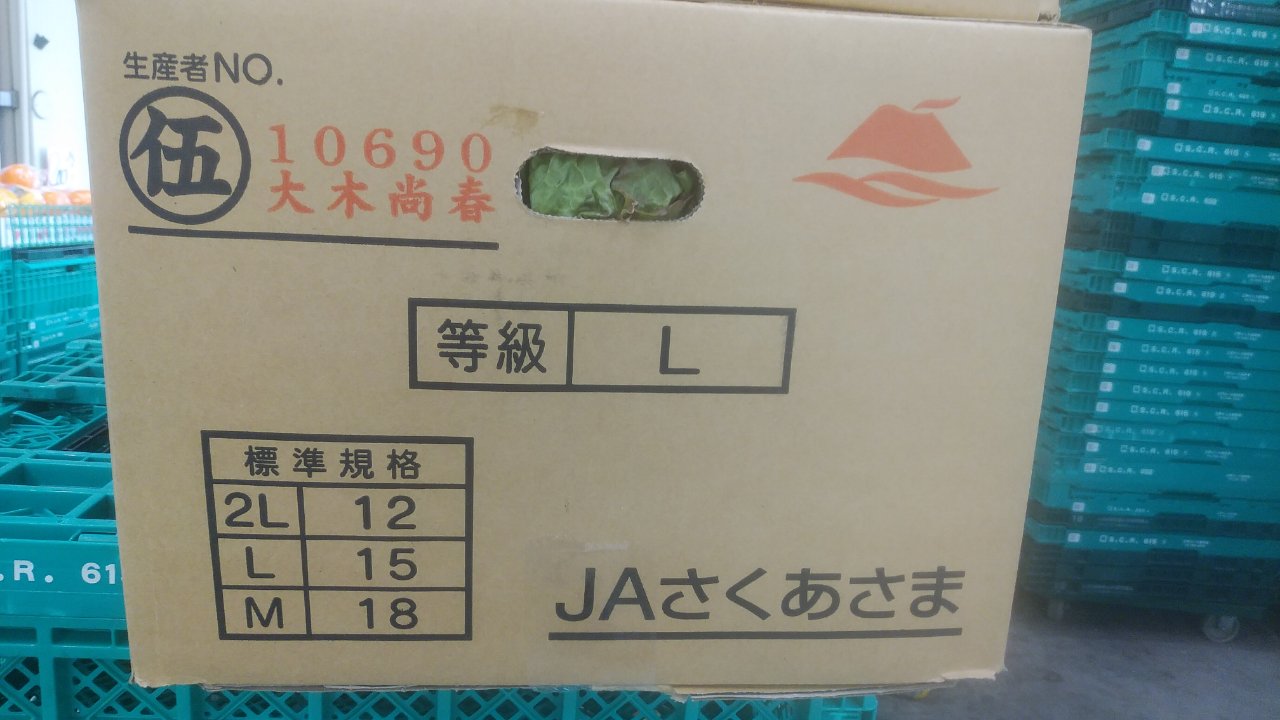 生産者NO.
伍
10690
大木尚春
等級 L
標準規格
2L 12
L 15
M 18
JAさくあさま
S.C.R. 619